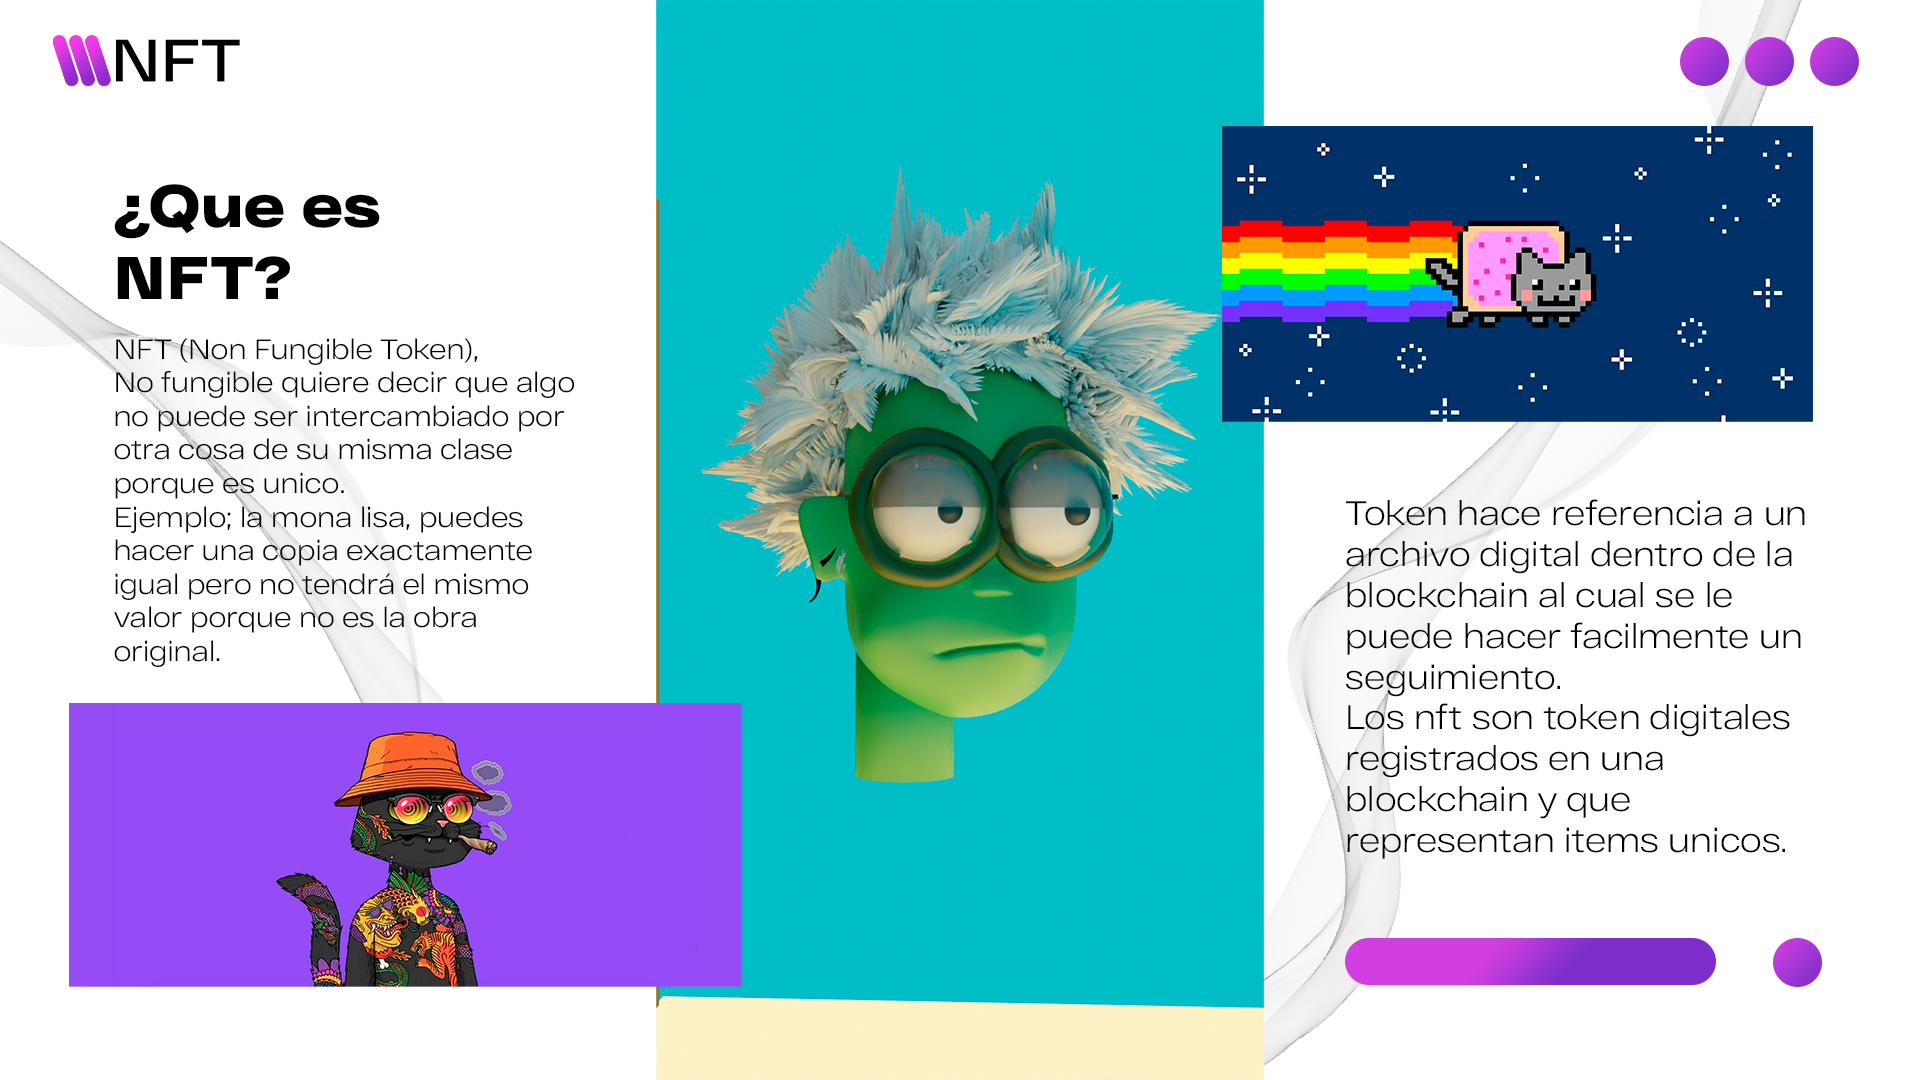 NFT
¿Que es
NFT?
NFT (Non Fungible Token),
No fungible quiere decir que algo
no puede ser intercambiado por
otra cosa de su misma clase
porque es unico.
Ejemplo; la mona lisa, puedes
hacer una copia exactamente
igual pero no tendrá el mismo
valor porque no es la obra
original.
Token hace referencia a un
archivo digital dentro de la
blockchain al cual se le
puede hacer facilmente un
seguimiento.
Los nft son token digitales
registrados en una
blockchain y que
representan items unicos.